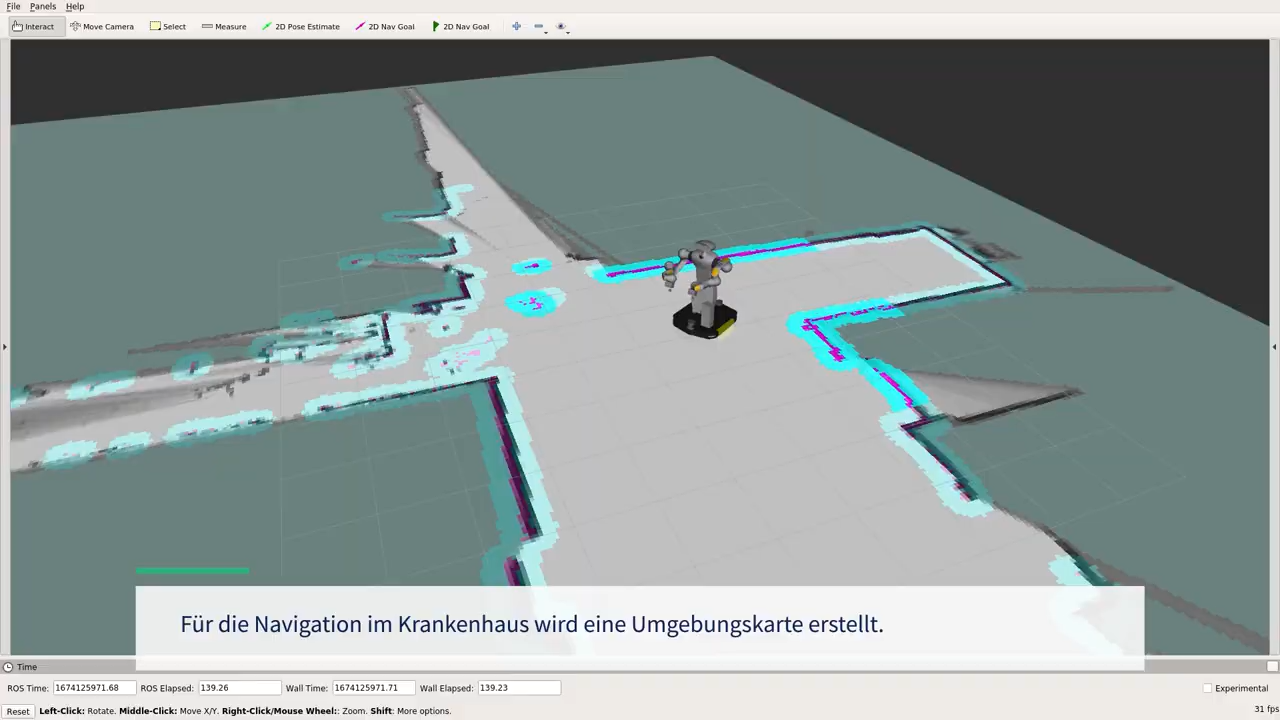 File Panels Help
Interact Move Camera Select Measure 2D Pose Estimate 2D Nav Goal 2D Nav Goal
Für die Navigation im Krankenhaus wird eine Umgebungskarte erstellt.
Time
ROS Time: 1674125971.68 ROS Elapsed: 139.26 Wall Time: 1674125971.71 Wall Elapsed: 139.23 Experimental
Reset Left-Click: Rotate. Middle-Click: Move X/Y. Right-Click/Mouse Wheel:: Zoom. Shift: More options. 31 fps